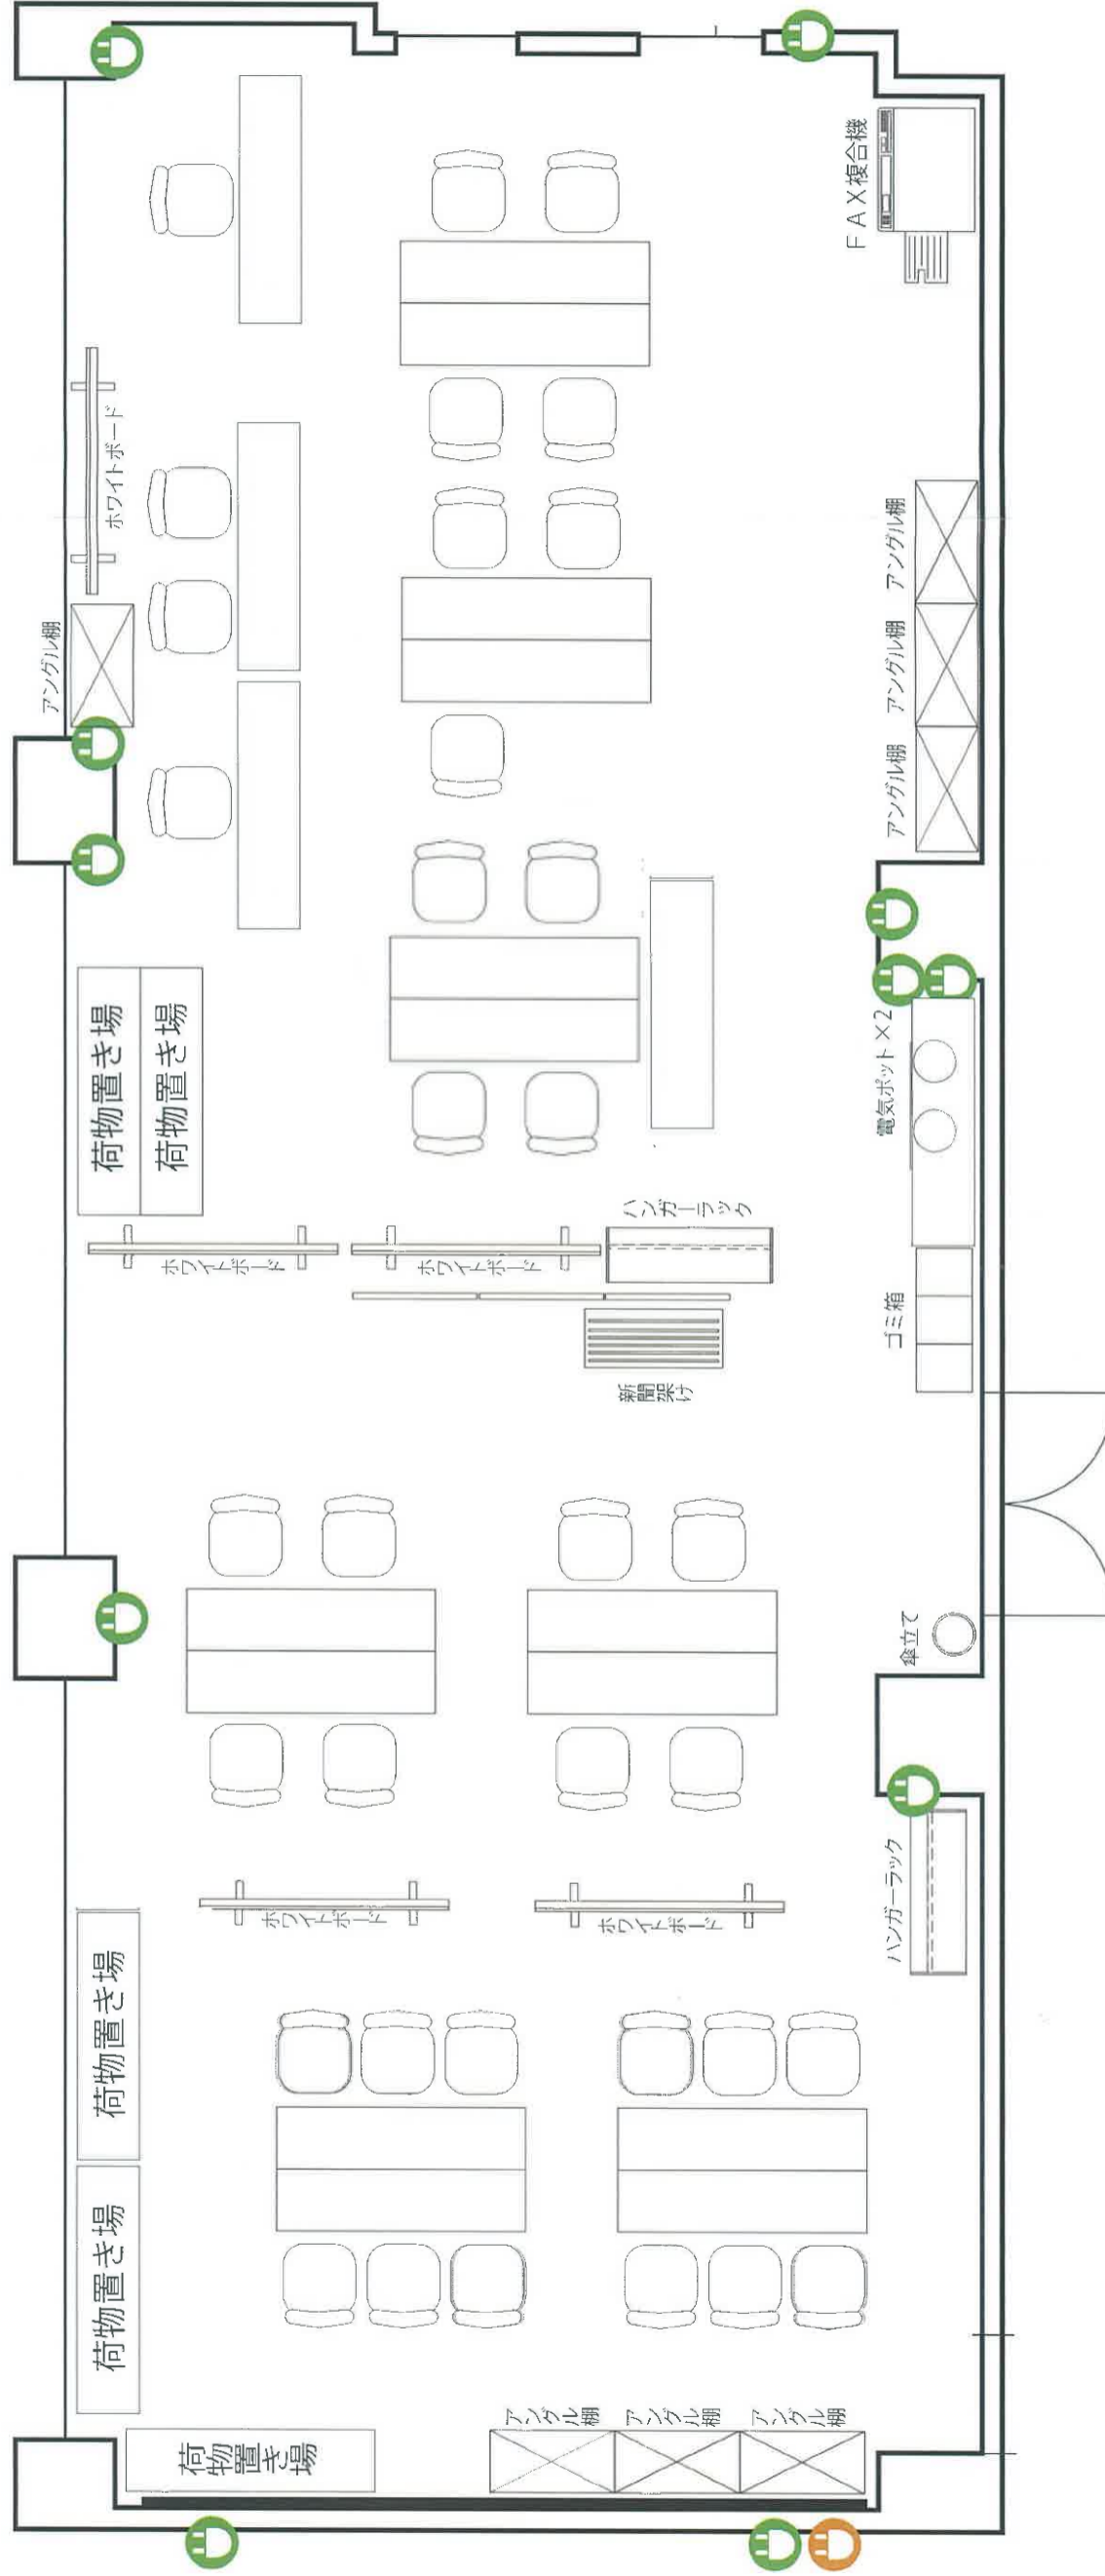 ＦＡＸ複合機
ホワイトボード
アングル棚
アングル棚
アングル棚
アングル棚
荷物置き場
荷物置き場
電気ポット×2
ハンガーラック
ホワイトボード
ホワイトボード
ゴミ箱
新聞架け
傘立て
ハンガーラック
ホワイトボード
ホワイトボード
荷物置き場
荷物置き場
荷物置き場
アングル棚
アングル棚
アングル棚